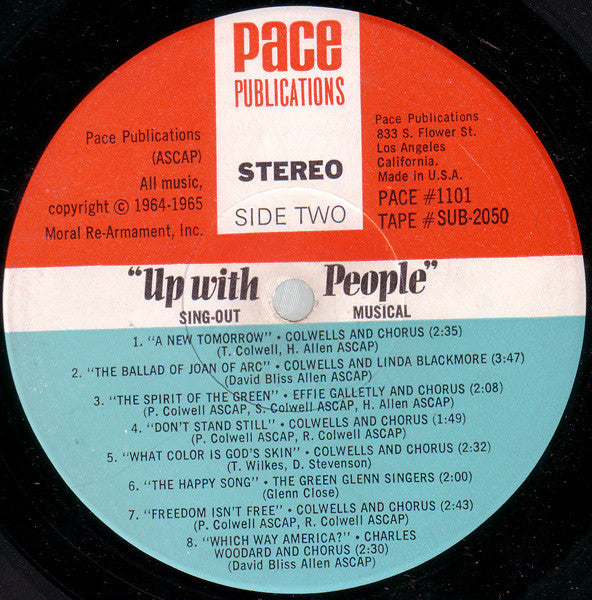 pace
PUBLICATIONS
Pace Publications
(ASCAP)
All music,
copyright © 1964-1965
Moral Re-Armament, Inc.
STEREO
SIDE TWO
Pace Publications
833 S. Flower St.
Los Angeles
California.
Made in U.S.A.
PACE #1101
TAPE #SUB-2050
"Up with People"
SING-OUT MUSICAL
1. "A NEW TOMORROW" • COLWELLS AND CHORUS (2:35)
(T. Colwell, H. Allen ASCAP)
2. "THE BALLAD OF JOAN OF ARC" • COLWELLS AND LINDA BLACKMORE (3:47)
(David Bliss Allen ASCAP)
3. "THE SPIRIT OF THE GREEN" • EFFIE GALLETLY AND CHORUS (2:08)
(P. Colwell ASCAP, S. Colwell ASCAP, H. Allen ASCAP)
4. "DON'T STAND STILL" • COLWELLS AND CHORUS (1:49)
(P. Colwell ASCAP, R. Colwell ASCAP)
5. "WHAT COLOR IS GOD'S SKIN" • COLWELLS AND CHORUS (2:32)
(T. Wilkes, D. Stevenson)
6. "THE HAPPY SONG" • THE GREEN GLENN SINGERS (2:00)
(Glenn Close)
7. "FREEDOM ISN'T FREE" • COLWELLS AND CHORUS (2:43)
(P. Colwell ASCAP, R. Colwell ASCAP)
8. "WHICH WAY AMERICA?" • CHARLES
WOODARD AND CHORUS (2:30)
(David Bliss Allen ASCAP)